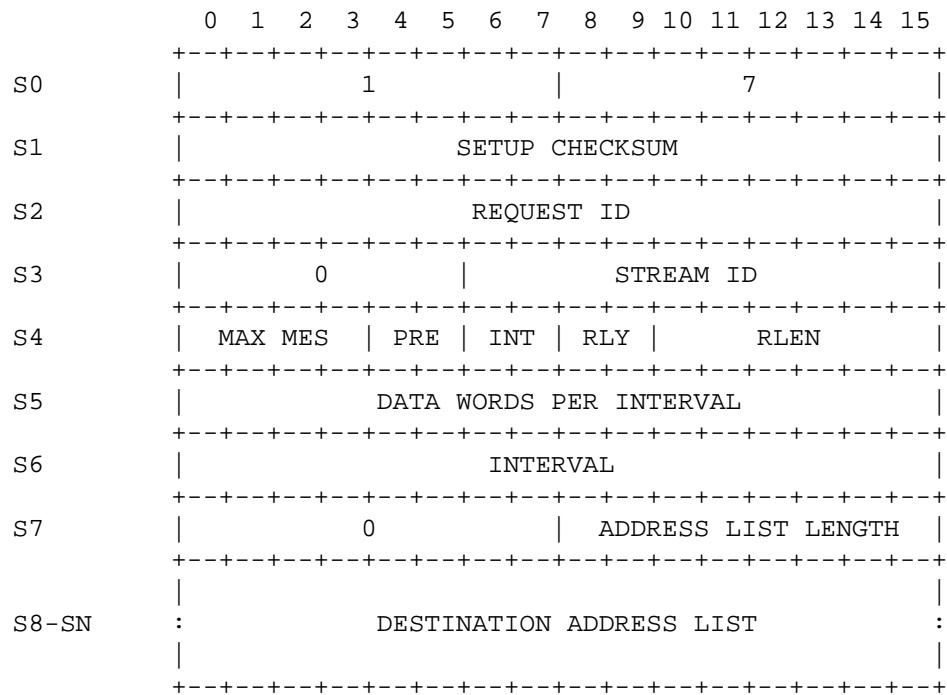 0 1 2 3 4 5 6 7 8 9 10 11 12 13 14 15
+--+--+--+--+--+--+--+--+--+--+--+--+--+--+--+--+
S0 | 1 | 7 |
+--+--+--+--+--+--+--+--+--+--+--+--+--+--+--+--+
S1 | SETUP CHECKSUM |
+--+--+--+--+--+--+--+--+--+--+--+--+--+--+--+--+
S2 | REQUEST ID |
+--+--+--+--+--+--+--+--+--+--+--+--+--+--+--+--+
S3 | 0 | STREAM ID |
+--+--+--+--+--+--+--+--+--+--+--+--+--+--+--+--+
S4 | MAX MES | PRE | INT | RLY | RLEN |
+--+--+--+--+--+--+--+--+--+--+--+--+--+--+--+--+
S5 | DATA WORDS PER INTERVAL |
+--+--+--+--+--+--+--+--+--+--+--+--+--+--+--+--+
S6 | INTERVAL |
+--+--+--+--+--+--+--+--+--+--+--+--+--+--+--+--+
S7 | 0 | ADDRESS LIST LENGTH |
+--+--+--+--+--+--+--+--+--+--+--+--+--+--+--+--+
| |
S8-SN : DESTINATION ADDRESS LIST :
| |
+--+--+--+--+--+--+--+--+--+--+--+--+--+--+--+--+